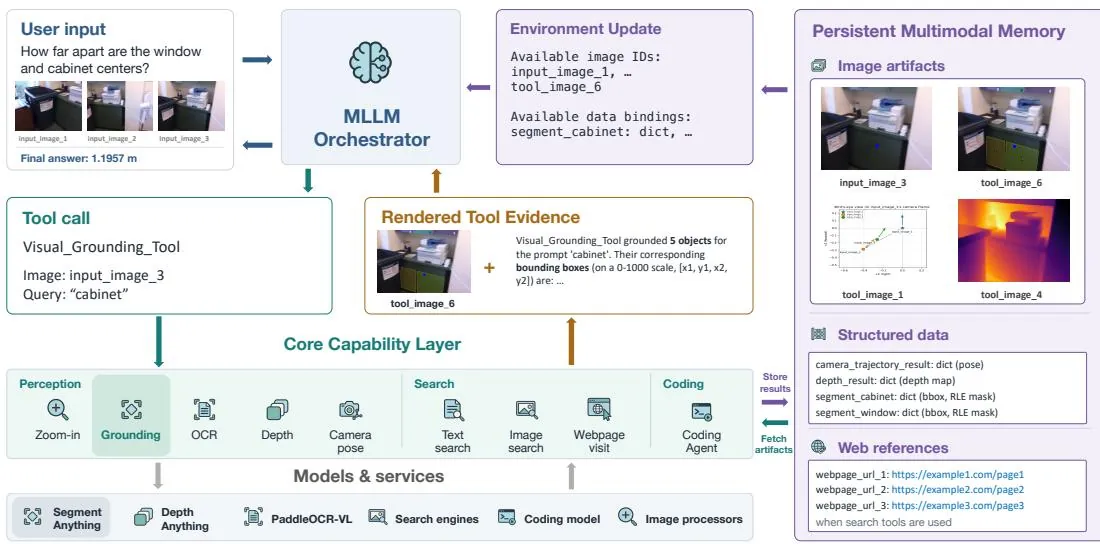 User input
How far apart are the window
and cabinet centers?
input_image_1
input_image_2
input_image_3
Final answer: 1.1957 m
MLLM
Orchestrator
Environment Update
Available image IDs:
input_image_1, …
tool_image_6
Available data bindings:
segment_cabinet: dict, …
Persistent Multimodal Memory
Image artifacts
input_image_3
tool_image_6
tool_image_1
tool_image_4
Structured data
camera_trajectory_result: dict (pose)
depth_result: dict (depth map)
segment_cabinet: dict (bbox, RLE mask)
segment_window: dict (bbox, RLE mask)
Web references
webpage_url_1: https://example1.com/page1
webpage_url_2: https://example2.com/page2
webpage_url_3: https://example3.com/page3
when search tools are used
Tool call
Visual_Grounding_Tool
Image: input_image_3
Query: “cabinet”
Rendered Tool Evidence
tool_image_6
+
Visual_Grounding_Tool grounded 5 objects for
the prompt 'cabinet'. Their corresponding
bounding boxes (on a 0-1000 scale, [x1, y1, x2,
y2]) are: …
Core Capability Layer
Perception
Zoom-in
Grounding
OCR
Depth
Camera
pose
Search
Text
search
Image
search
Webpage
visit
Coding
Coding
Agent
Store
results
Fetch
artifacts
Models & services
Segment
Anything
Depth
Anything
PaddleOCR-VL
Search engines
Coding model
Image processors